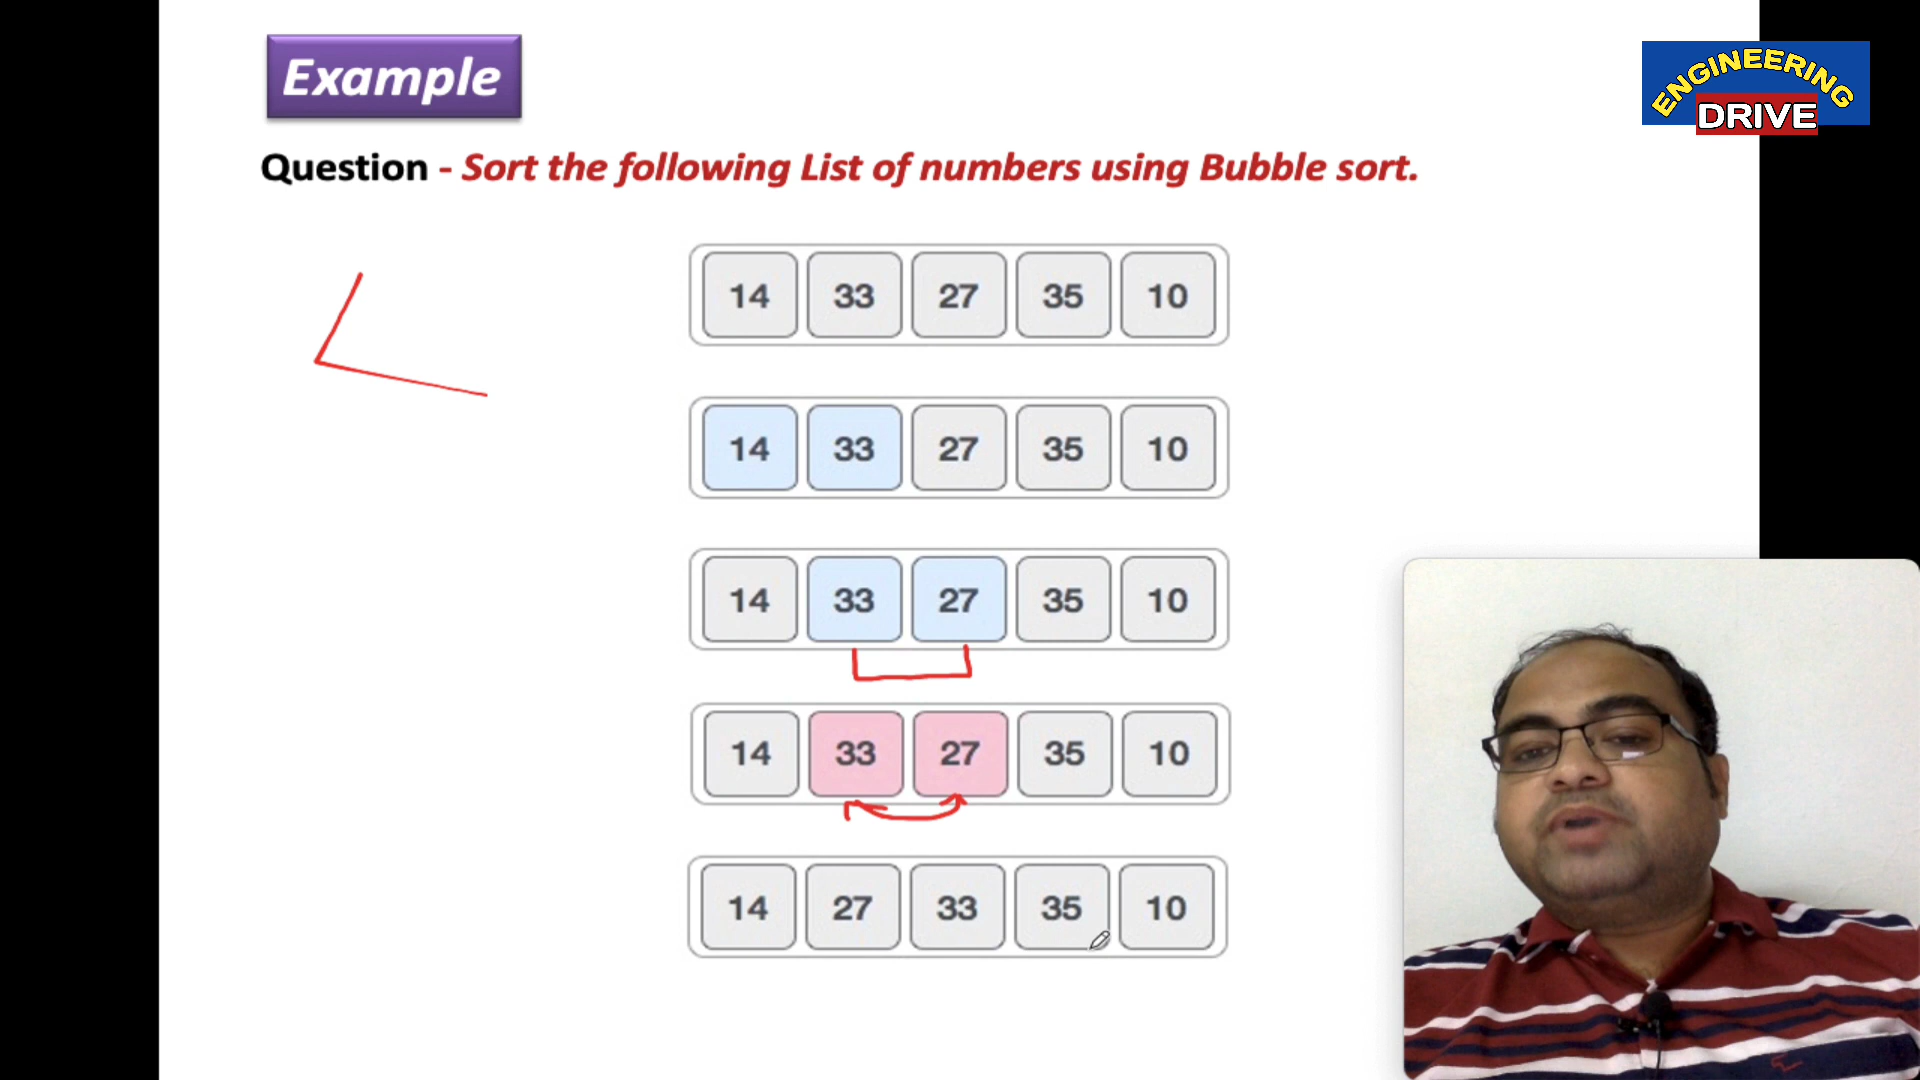 Example
ENGINEERING
DRIVE
Question - Sort the following List of numbers using Bubble sort.
14 33 27 35 10
14 33 27 35 10
14 33 27 35 10
14 33 27 35 10
14 27 33 35 10